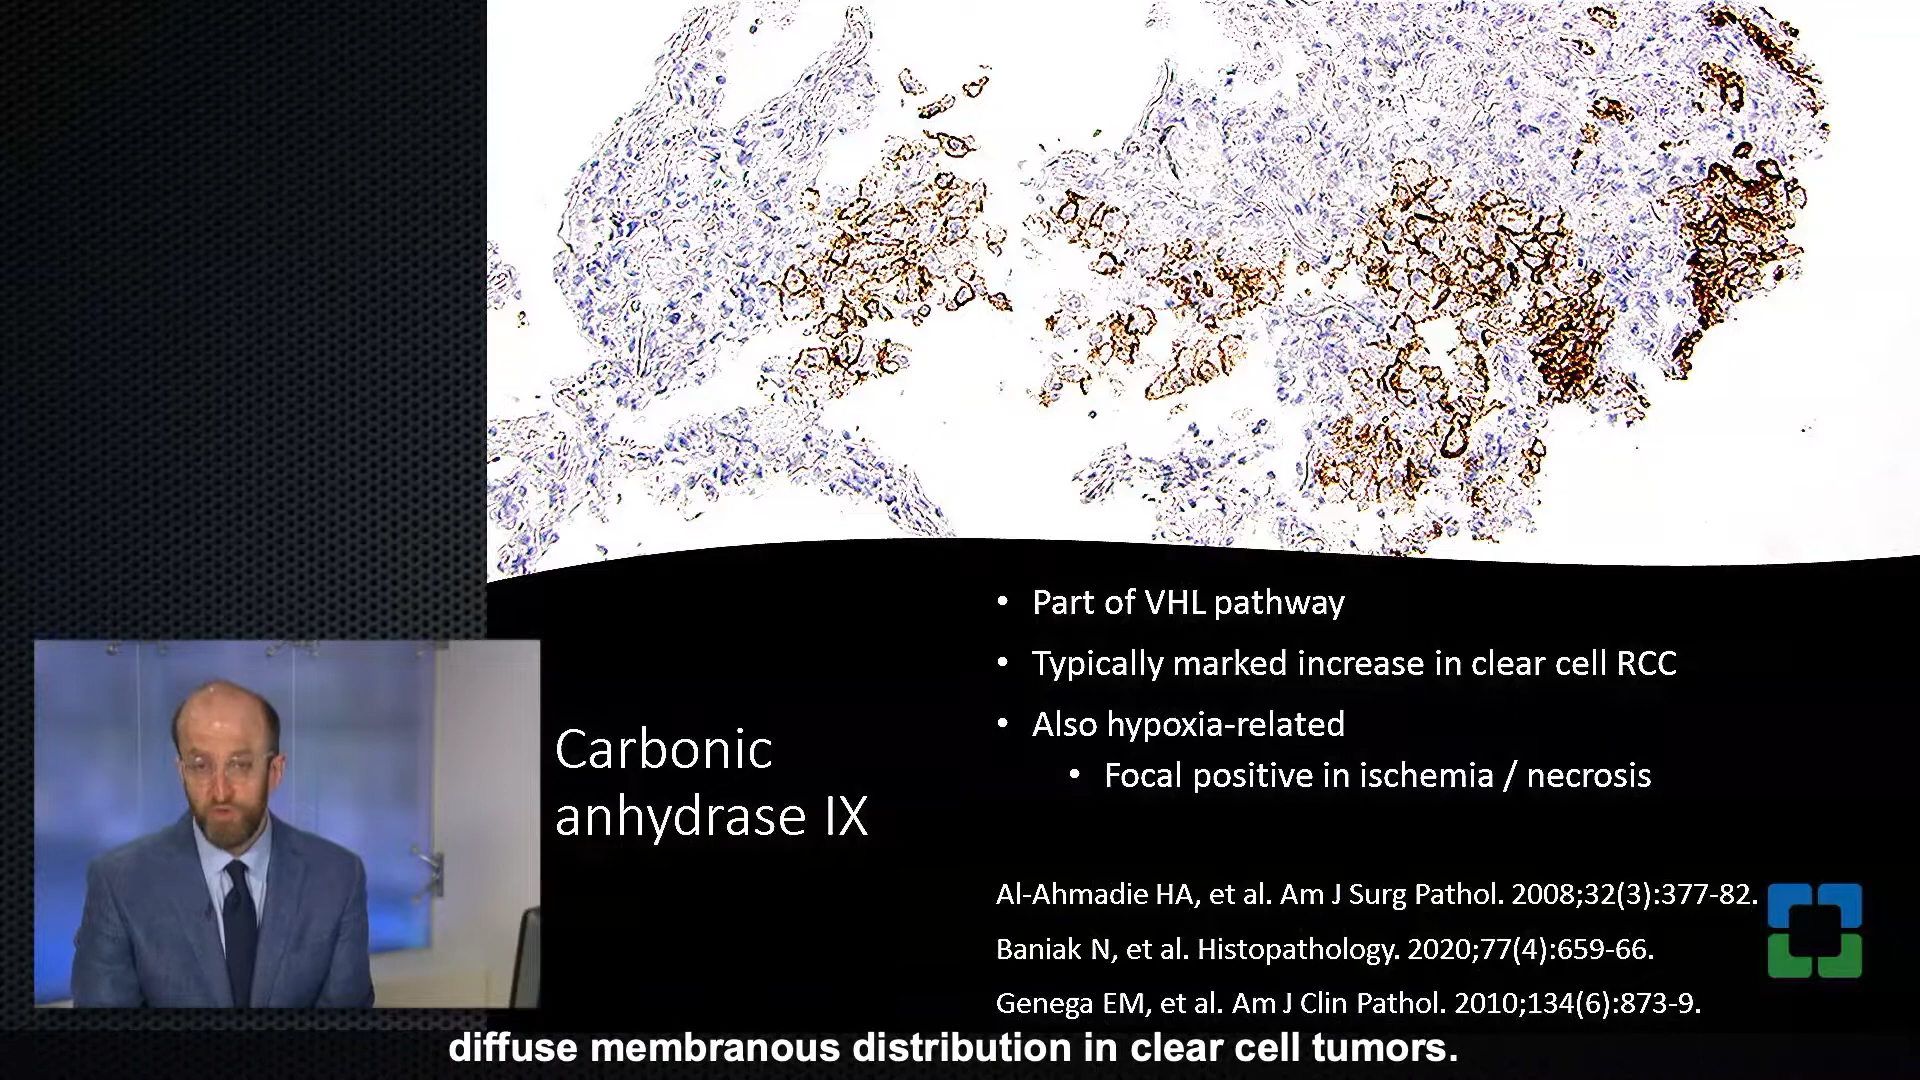 Carbonic
anhydrase IX
• Part of VHL pathway
• Typically marked increase in clear cell RCC
• Also hypoxia-related
• Focal positive in ischemia / necrosis
Al-Ahmadie HA, et al. Am J Surg Pathol. 2008;32(3):377-82.
Baniak N, et al. Histopathology. 2020;77(4):659-66.
Genega EM, et al. Am J Clin Pathol. 2010;134(6):873-9.
diffuse membranous distribution in clear cell tumors.